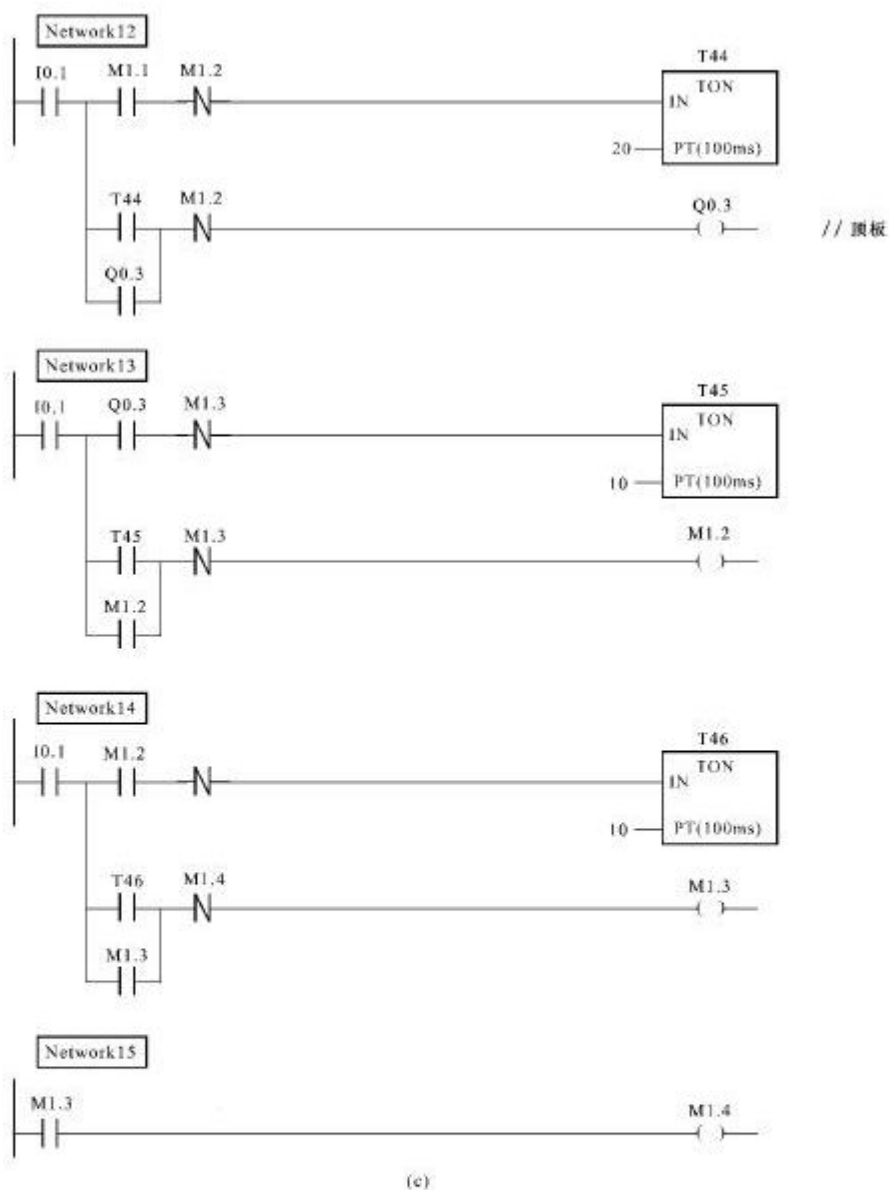 Network12
I0.1 M1.1 M1.2 T44
IN TON
20 PT(100ms)
T44 M1.2 Q0.3
// 顶板
Q0.3
Network13
I0.1 Q0.3 M1.3 T45
IN TON
10 PT(100ms)
T45 M1.3 M1.2
M1.2
Network14
I0.1 M1.2 T46
IN TON
10 PT(100ms)
T46 M1.4 M1.3
M1.3
Network15
M1.3 M1.4
(c)